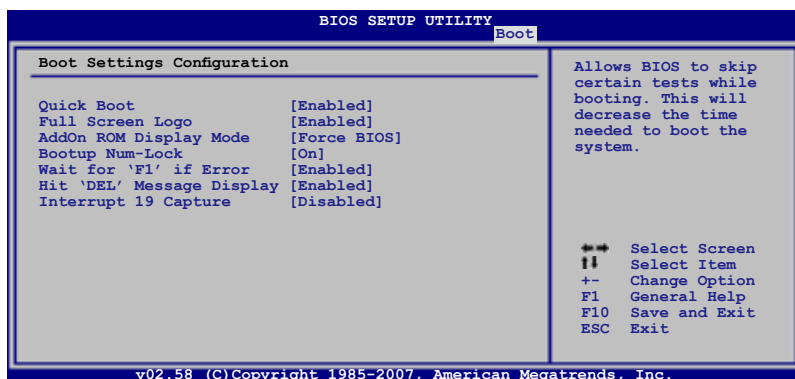 BIOS SETUP UTILITY
Boot
Boot Settings Configuration
Quick Boot [Enabled]
Full Screen Logo [Enabled]
AddOn ROM Display Mode [Force BIOS]
Bootup Num-Lock [On]
Wait for ‘F1’ if Error [Enabled]
Hit ‘DEL’ Message Display [Enabled]
Interrupt 19 Capture [Disabled]
Allows BIOS to skip
certain tests while
booting. This will
decrease the time
needed to boot the
system.
Select Screen
Select Item
+- Change Option
F1 General Help
F10 Save and Exit
ESC Exit
v02.58 (C)Copyright 1985-2007, American Megatrends, Inc.